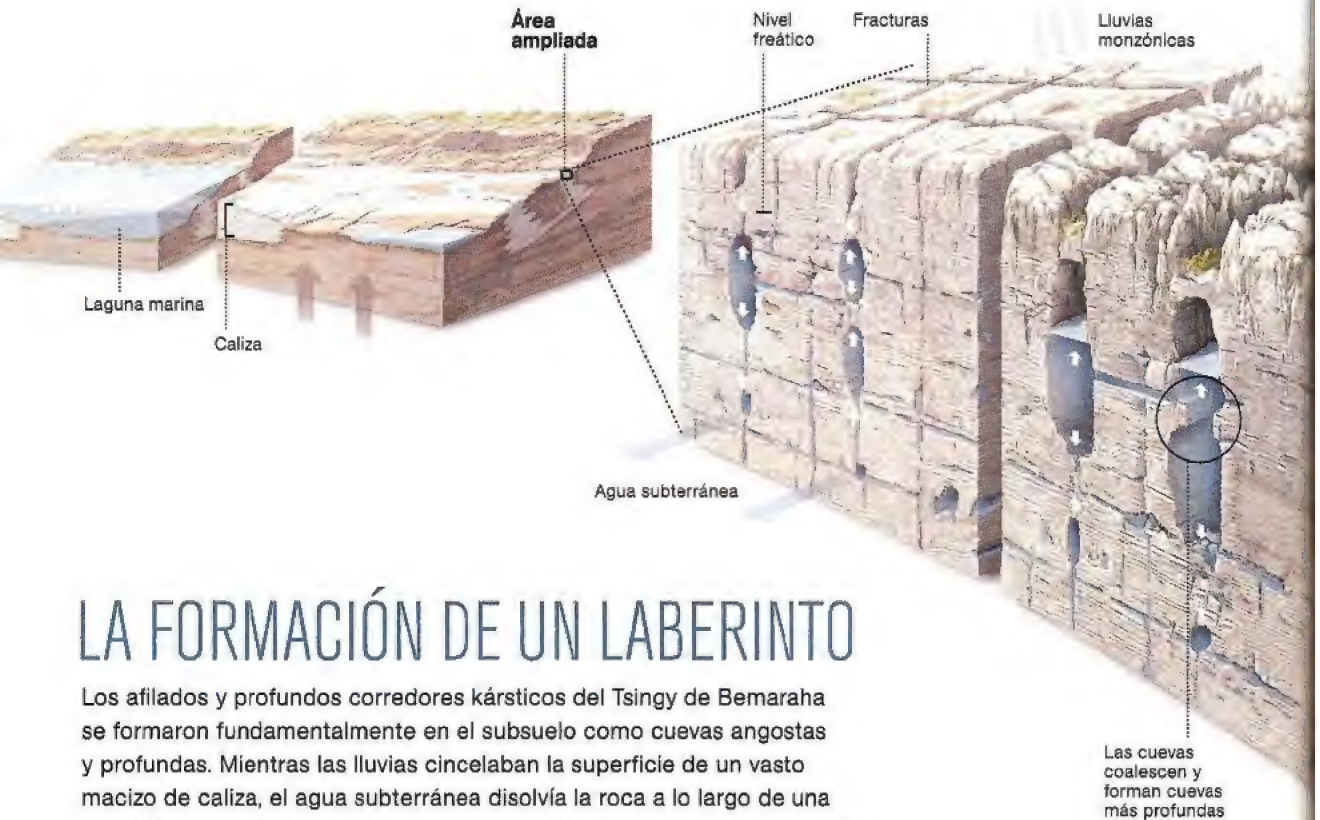 Área
ampliada
Nivel
freático
Fracturas
Lluvias
monzónicas
Laguna marina
Caliza
Agua subterránea
LA FORMACIÓN DE UN LABERINTO
Los afilados y profundos corredores kársticos del Tsingy de Bemaraha
se formaron fundamentalmente en el subsuelo como cuevas angostas
y profundas. Mientras las lluvias cincelaban la superficie de un vasto
macizo de caliza, el agua subterránea disolvía la roca a lo largo de una
Las cuevas
coalescen y
forman cuevas
más profundas